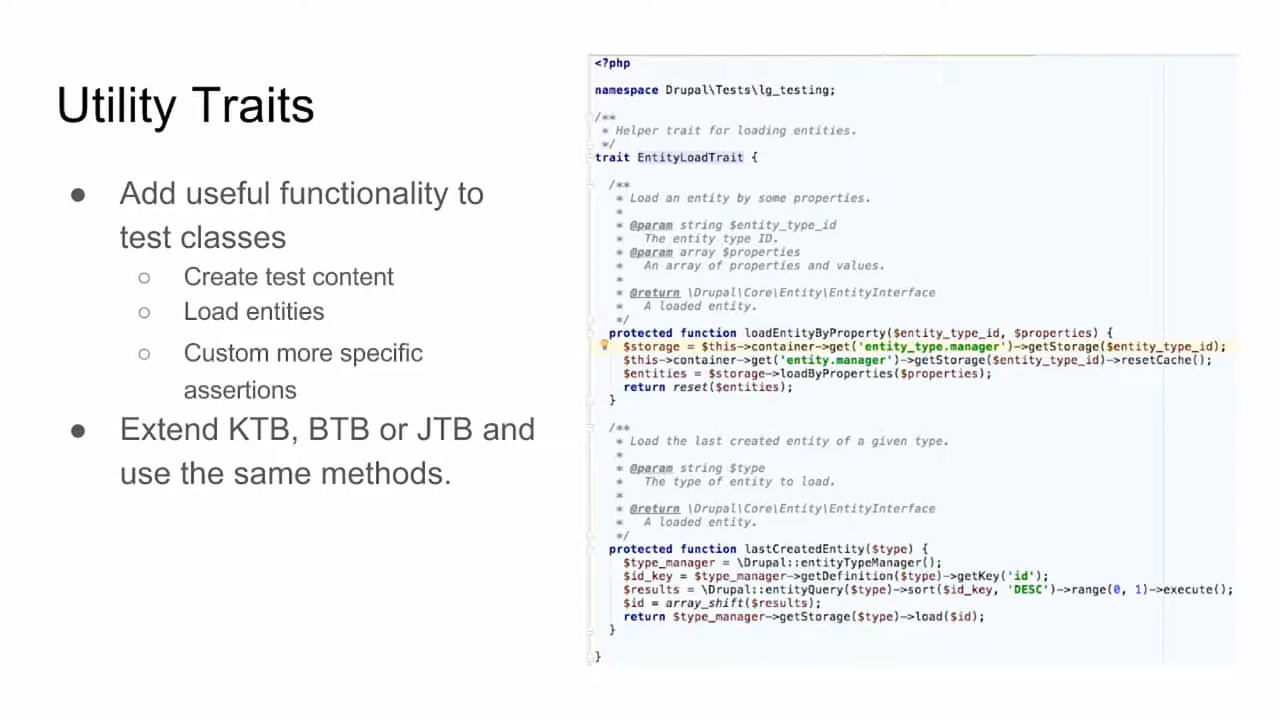 Utility Traits
● Add useful functionality to
test classes
○ Create test content
○ Load entities
○ Custom more specific
assertions
● Extend KTB, BTB or JTB and
use the same methods.
<?php
namespace Drupal\Tests\lg_testing;
/**
 * Helper trait for loading entities.
 */
trait EntityLoadTrait {
  /**
   * Load an entity by some properties.
   *
   * @param string $entity_type_id
   *   The entity type ID.
   * @param array $properties
   *   An array of properties and values.
   *
   * @return \Drupal\Core\Entity\EntityInterface
   *   A loaded entity.
   */
  protected function loadEntityByProperty($entity_type_id, $properties) {
    $storage = $this->container->get('entity_type.manager')->getStorage($entity_type_id);
    $this->container->get('entity.manager')->getStorage($entity_type_id)->resetCache();
    $entities = $storage->loadByProperties($properties);
    return reset($entities);
  }
  /**
   * Load the last created entity of a given type.
   *
   * @param string $type
   *   The type of entity to load.
   *
   * @return \Drupal\Core\Entity\EntityInterface
   *   A loaded entity.
   */
  protected function lastCreatedEntity($type) {
    $type_manager = \Drupal::entityTypeManager();
    $id_key = $type_manager->getDefinition($type)->getKey('id');
    $results = \Drupal::entityQuery($type)->sort($id_key, 'DESC')->range(0, 1)->execute();
    $id = array_shift($results);
    return $type_manager->getStorage($type)->load($id);
  }
}